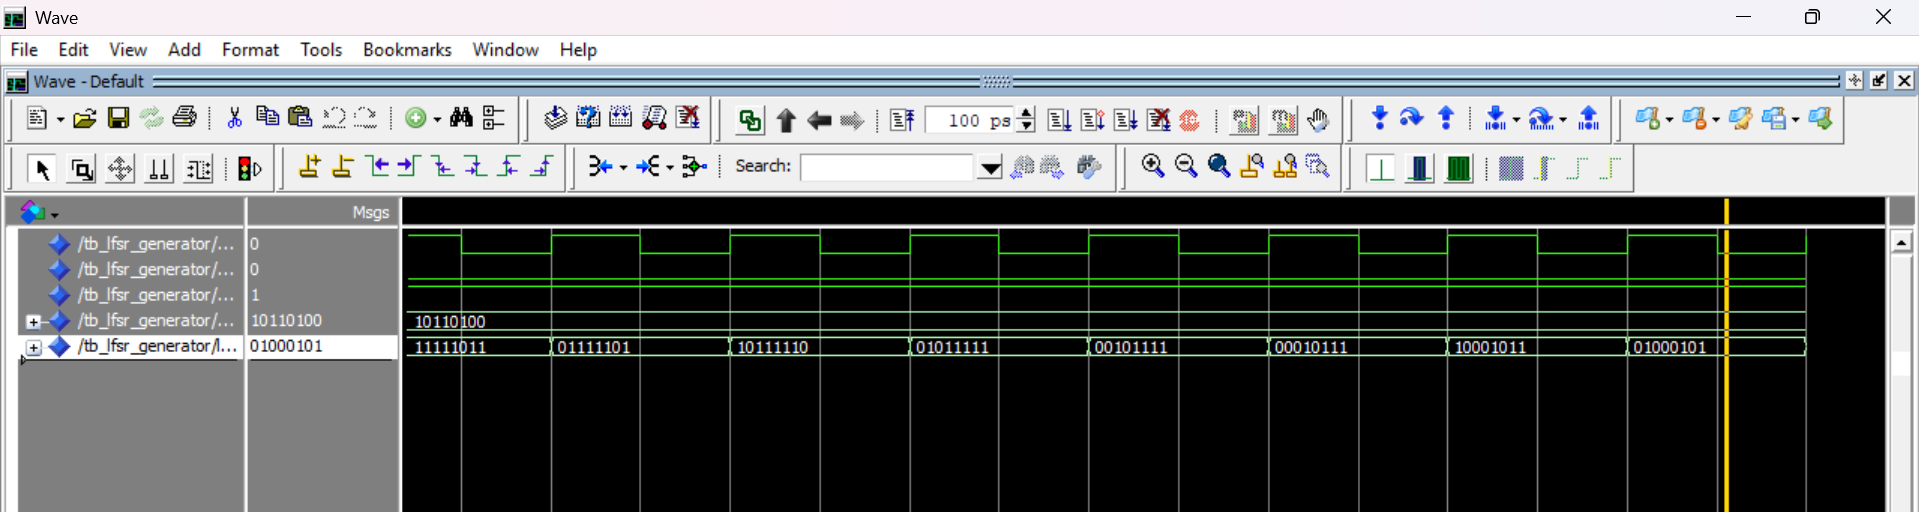 Wave
File Edit View Add Format Tools Bookmarks Window Help
Wave - Default
100 ps
Search:
Msgs
/tb_lfsr_generator/... 0
/tb_lfsr_generator/... 0
/tb_lfsr_generator/... 1
/tb_lfsr_generator/... 10110100 10110100
/tb_lfsr_generator/l... 01000101 11111011 01111101 10111110 01011111 00101111 00010111 10001011 01000101